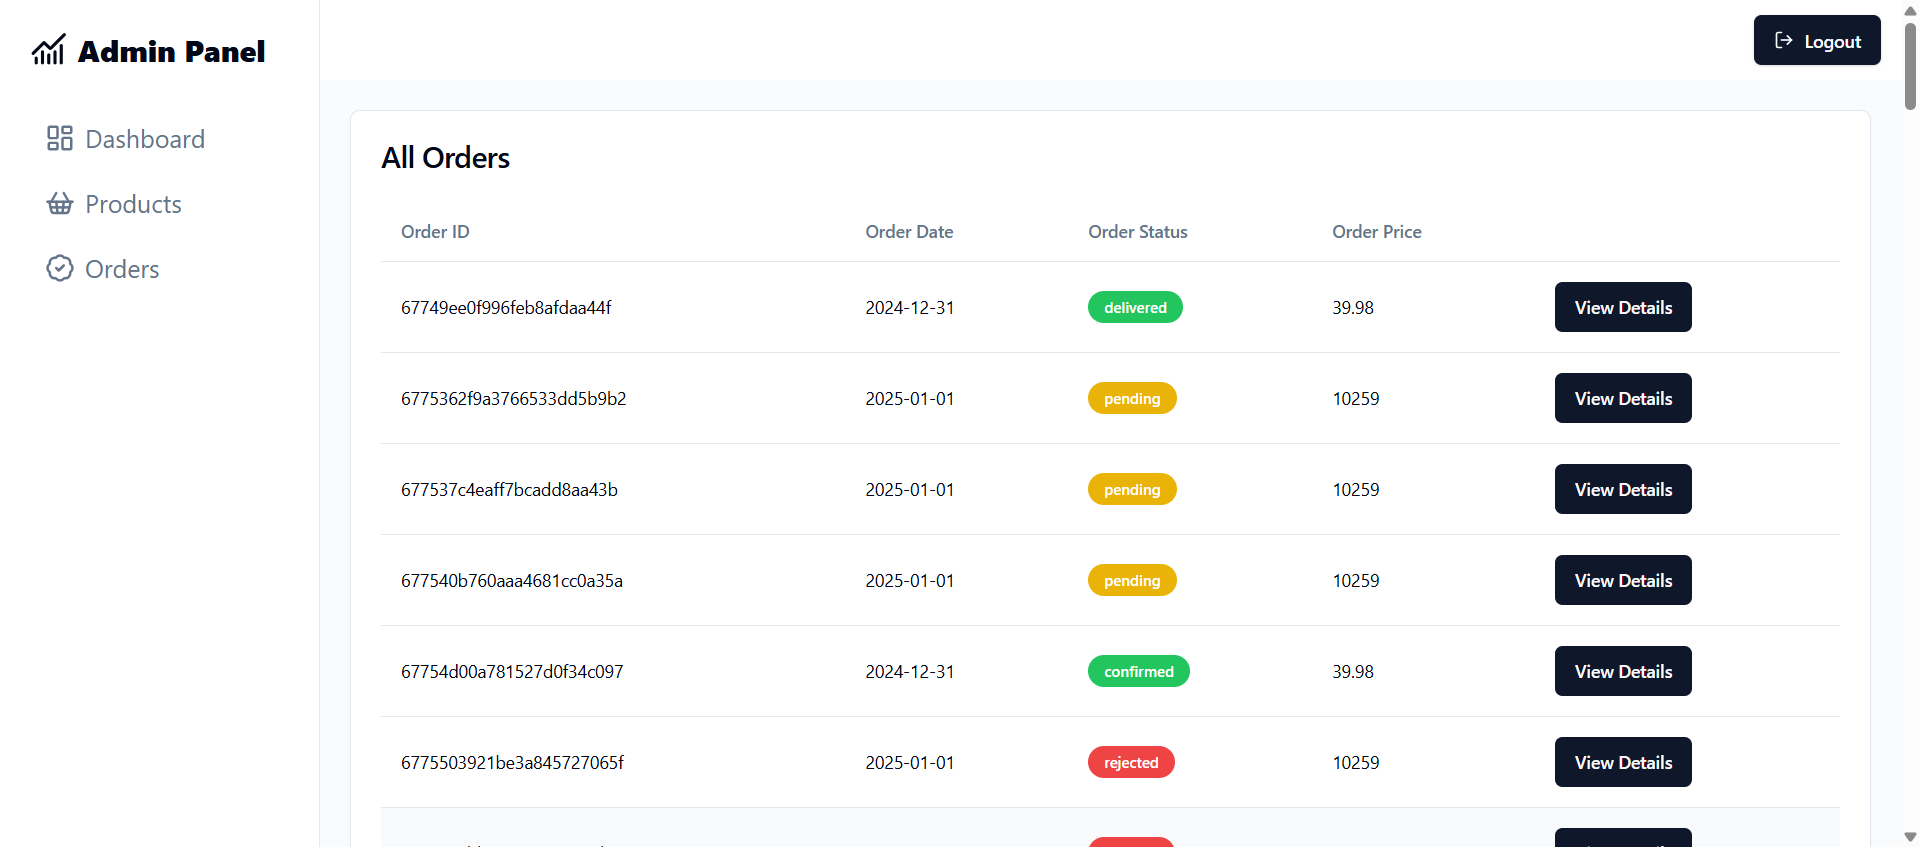 Admin Panel
Logout
Dashboard
Products
Orders
All Orders
Order ID Order Date Order Status Order Price
67749ee0f996feb8afdaa44f 2024-12-31 delivered 39.98 View Details
6775362f9a3766533dd5b9b2 2025-01-01 pending 10259 View Details
677537c4eaff7bcadd8aa43b 2025-01-01 pending 10259 View Details
677540b760aaa4681cc0a35a 2025-01-01 pending 10259 View Details
67754d00a781527d0f34c097 2024-12-31 confirmed 39.98 View Details
6775503921be3a845727065f 2025-01-01 rejected 10259 View Details